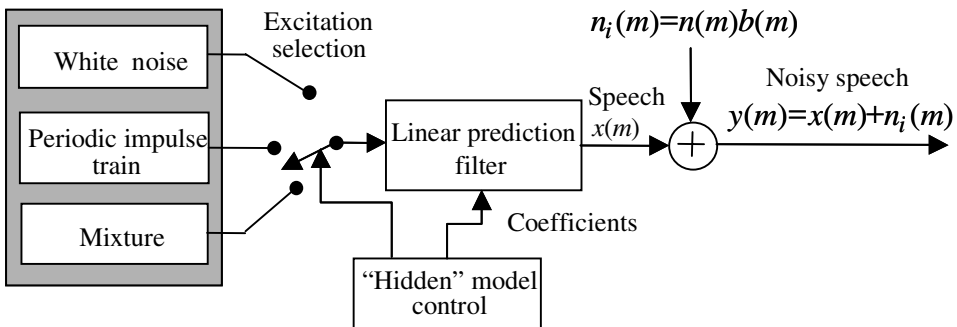 Excitation
selection
White noise
Periodic impulse
train
Mixture
Linear prediction
filter
Coefficients
“Hidden” model
control
Speech
x(m)
n_i(m)=n(m)b(m)
+
Noisy speech
y(m)=x(m)+n_i(m)